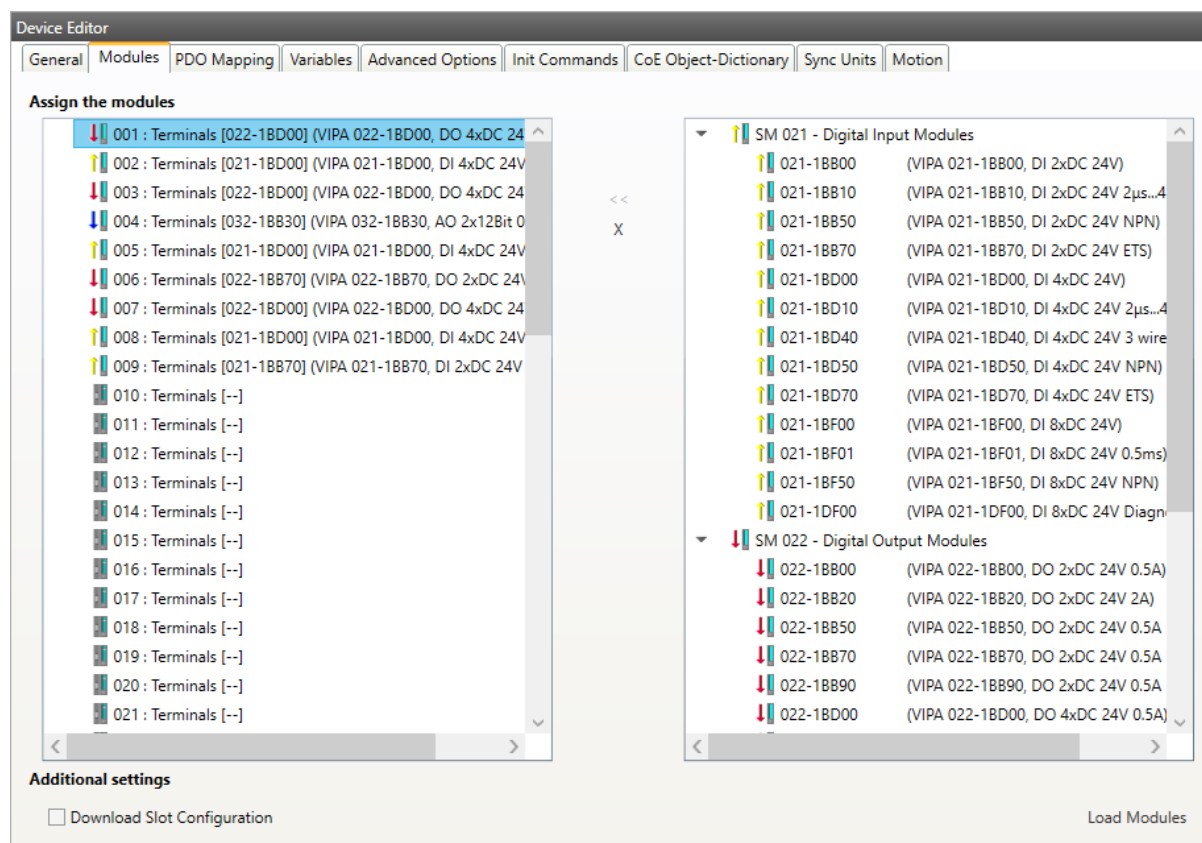 Device Editor
General Modules PDO Mapping Variables Advanced Options Init Commands CoE Object-Dictionary Sync Units Motion
Assign the modules
001 : Terminals [022-1BD00] (VIPA 022-1BD00, DO 4xDC 24
002 : Terminals [021-1BD00] (VIPA 021-1BD00, DI 4xDC 24V
003 : Terminals [022-1BD00] (VIPA 022-1BD00, DO 4xDC 24
004 : Terminals [032-1BB30] (VIPA 032-1BB30, AO 2x12Bit 0
005 : Terminals [021-1BD00] (VIPA 021-1BD00, DI 4xDC 24V
006 : Terminals [022-1BB70] (VIPA 022-1BB70, DO 2xDC 24V
007 : Terminals [022-1BD00] (VIPA 022-1BD00, DO 4xDC 24
008 : Terminals [021-1BD00] (VIPA 021-1BD00, DI 4xDC 24V
009 : Terminals [021-1BB70] (VIPA 021-1BB70, DI 2xDC 24V
010 : Terminals [--]
011 : Terminals [--]
012 : Terminals [--]
013 : Terminals [--]
014 : Terminals [--]
015 : Terminals [--]
016 : Terminals [--]
017 : Terminals [--]
018 : Terminals [--]
019 : Terminals [--]
020 : Terminals [--]
021 : Terminals [--]
<<
X
SM 021 - Digital Input Modules
021-1BB00 (VIPA 021-1BB00, DI 2xDC 24V)
021-1BB10 (VIPA 021-1BB10, DI 2xDC 24V 2µs...4
021-1BB50 (VIPA 021-1BB50, DI 2xDC 24V NPN)
021-1BB70 (VIPA 021-1BB70, DI 2xDC 24V ETS)
021-1BD00 (VIPA 021-1BD00, DI 4xDC 24V)
021-1BD10 (VIPA 021-1BD10, DI 4xDC 24V 2µs...4
021-1BD40 (VIPA 021-1BD40, DI 4xDC 24V 3 wire
021-1BD50 (VIPA 021-1BD50, DI 4xDC 24V NPN)
021-1BD70 (VIPA 021-1BD70, DI 4xDC 24V ETS)
021-1BF00 (VIPA 021-1BF00, DI 8xDC 24V)
021-1BF01 (VIPA 021-1BF01, DI 8xDC 24V 0.5ms)
021-1BF50 (VIPA 021-1BF50, DI 8xDC 24V NPN)
021-1DF00 (VIPA 021-1DF00, DI 8xDC 24V Diagn
SM 022 - Digital Output Modules
022-1BB00 (VIPA 022-1BB00, DO 2xDC 24V 0.5A)
022-1BB20 (VIPA 022-1BB20, DO 2xDC 24V 2A)
022-1BB50 (VIPA 022-1BB50, DO 2xDC 24V 0.5A
022-1BB70 (VIPA 022-1BB70, DO 2xDC 24V 0.5A
022-1BB90 (VIPA 022-1BB90, DO 2xDC 24V 0.5A
022-1BD00 (VIPA 022-1BD00, DO 4xDC 24V 0.5A)
Additional settings
Download Slot Configuration
Load Modules